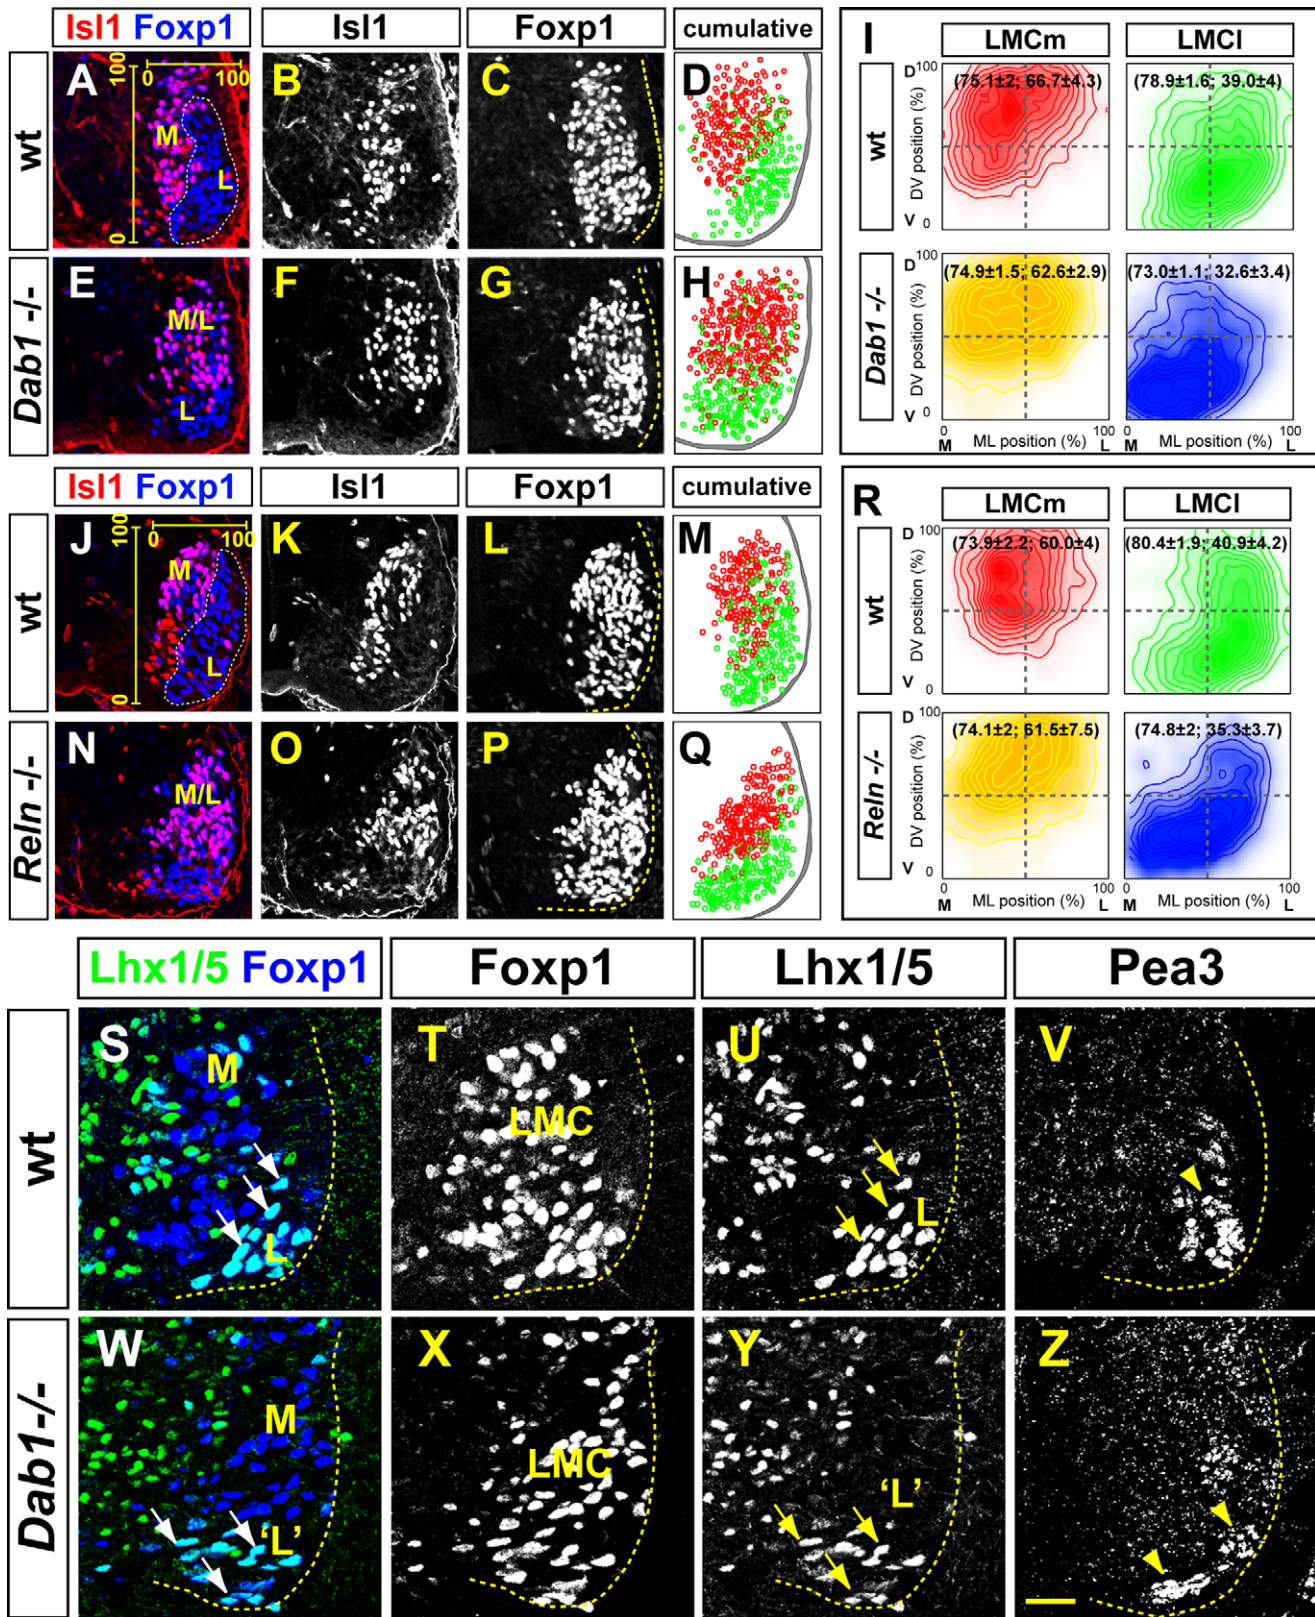 Isl1 Foxp1
Isl1
Foxp1
cumulative
wt
A
100
0
100
0
M
L
B
C
D
Dab1 -/-
E
M/L
L
F
G
H
I
LMCm
LMCl
wt
D 100
DV position (%)
V 0
(75.1±2; 66.7±4.3)
(78.9±1.6; 39.0±4)
Dab1 -/-
D 100
DV position (%)
V 0
(74.9±1.5; 62.6±2.9)
(73.0±1.1; 32.6±3.4)
0 100 0 100
M ML position (%) L M ML position (%) L
Isl1 Foxp1
Isl1
Foxp1
cumulative
wt
J
100
0
100
0
M
L
K
L
M
Reln -/-
N
M/L
O
P
Q
R
LMCm
LMCl
wt
D 100
DV position (%)
V 0
(73.9±2.2; 60.0±4)
(80.4±1.9; 40.9±4.2)
Reln -/-
D 100
DV position (%)
V 0
(74.1±2; 61.5±7.5)
(74.8±2; 35.3±3.7)
0 100 0 100
M ML position (%) L M ML position (%) L
Lhx1/5 Foxp1
Foxp1
Lhx1/5
Pea3
wt
S
M
L
T
LMC
U
L
V
Dab1-/-
W
M
'L'
X
LMC
Y
'L'
Z